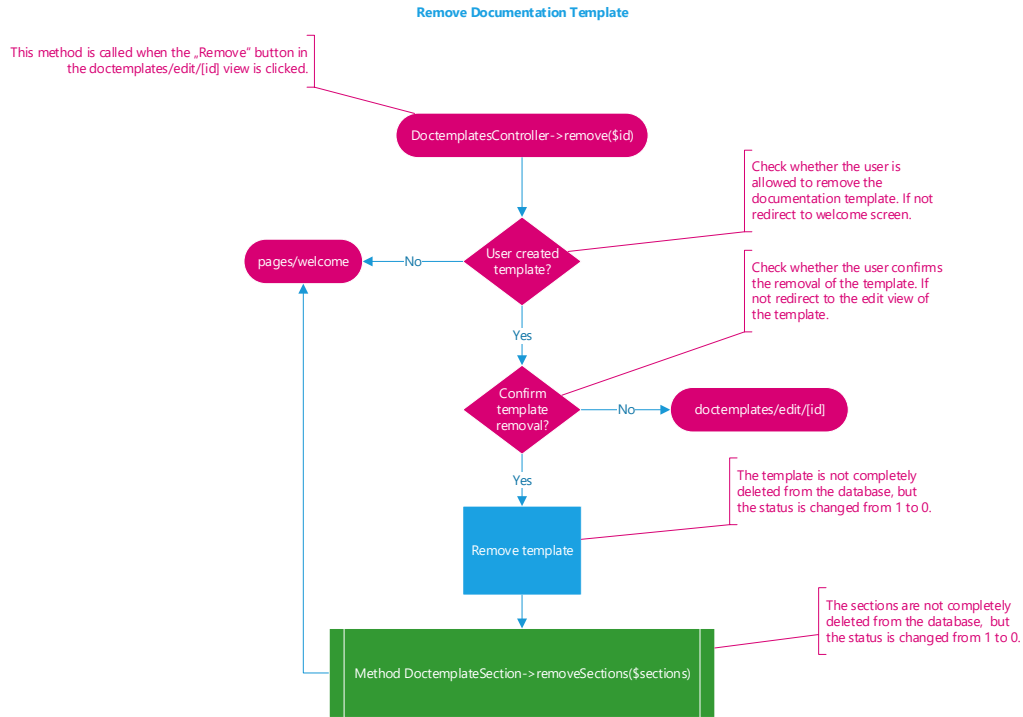 Remove Documentation Template
This method is called when the „Remove“ button in
the doctemplates/edit/[id] view is clicked.
DoctemplatesController->remove($id)
Check whether the user is
allowed to remove the
documentation template. If not
redirect to welcome screen.
User created
template?
No
pages/welcome
Check whether the user confirms
the removal of the template. If
not redirect to the edit view of
the template.
Yes
Confirm
template
removal?
No
doctemplates/edit/[id]
Yes
The template is not completely
deleted from the database, but
the status is changed from 1 to 0.
Remove template
The sections are not completely
deleted from the database, but
the status is changed from 1 to 0.
Method DoctemplateSection->removeSections($sections)